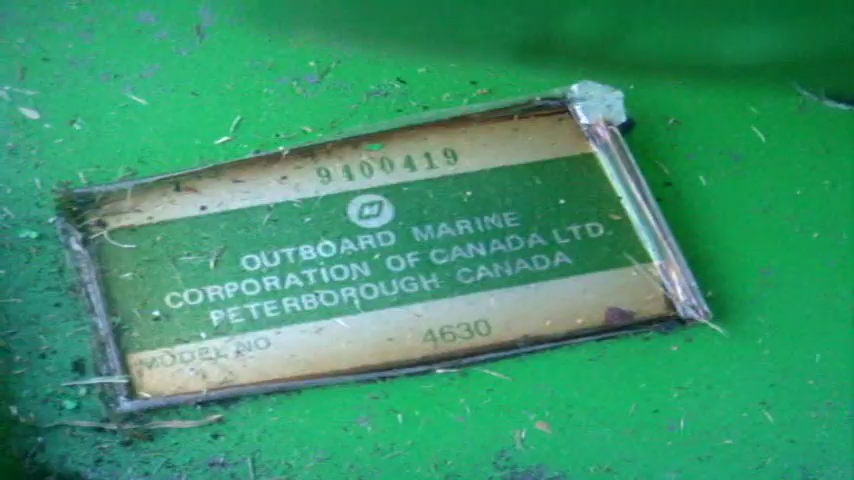 9400419
OUTBOARD MARINE
CORPORATION OF CANADA LTD.
PETERBOROUGH CANADA
MODEL NO 4630